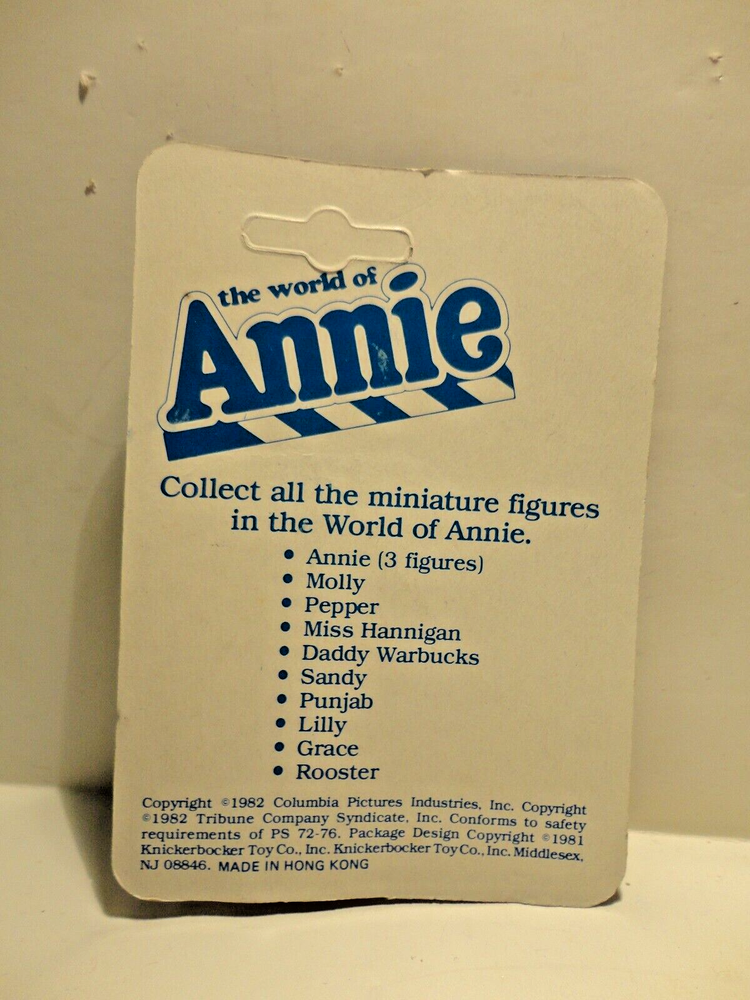 the world of
Annie
Collect all the miniature figures
in the World of Annie.
• Annie (3 figures)
• Molly
• Pepper
• Miss Hannigan
• Daddy Warbucks
• Sandy
• Punjab
• Lilly
• Grace
• Rooster
Copyright ©1982 Columbia Pictures Industries, Inc. Copyright
©1982 Tribune Company Syndicate, Inc. Conforms to safety
requirements of PS 72-76. Package Design Copyright ©1981
Knickerbocker Toy Co., Inc. Knickerbocker Toy Co., Inc. Middlesex,
NJ 08846. MADE IN HONG KONG